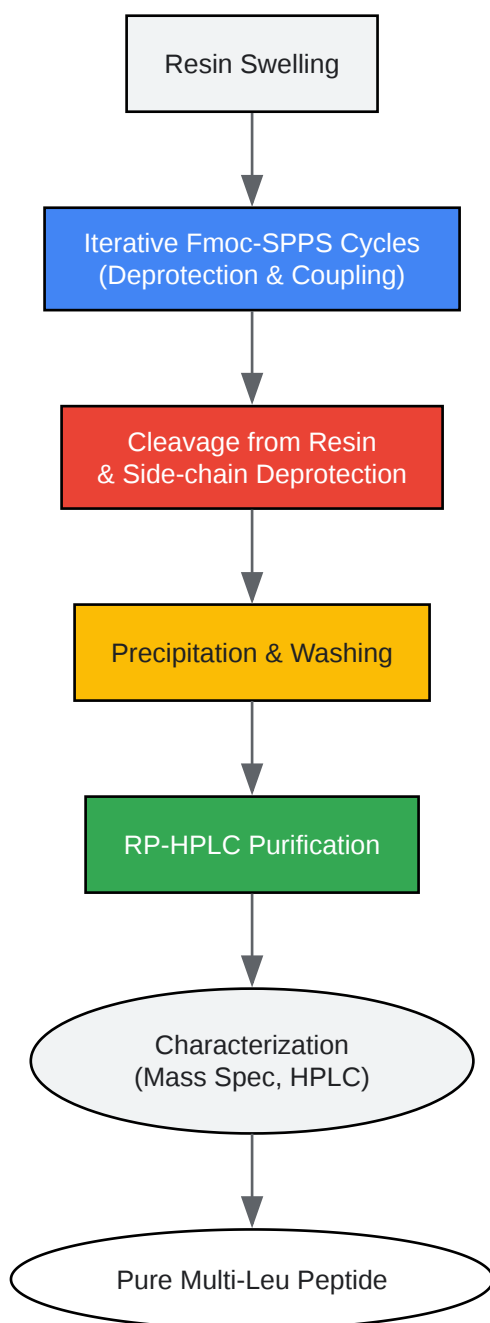 Resin Swelling
Iterative Fmoc-SPPS Cycles
(Deprotection & Coupling)
Cleavage from Resin
& Side-chain Deprotection
Precipitation & Washing
RP-HPLC Purification
Characterization
(Mass Spec, HPLC)
Pure Multi-Leu Peptide